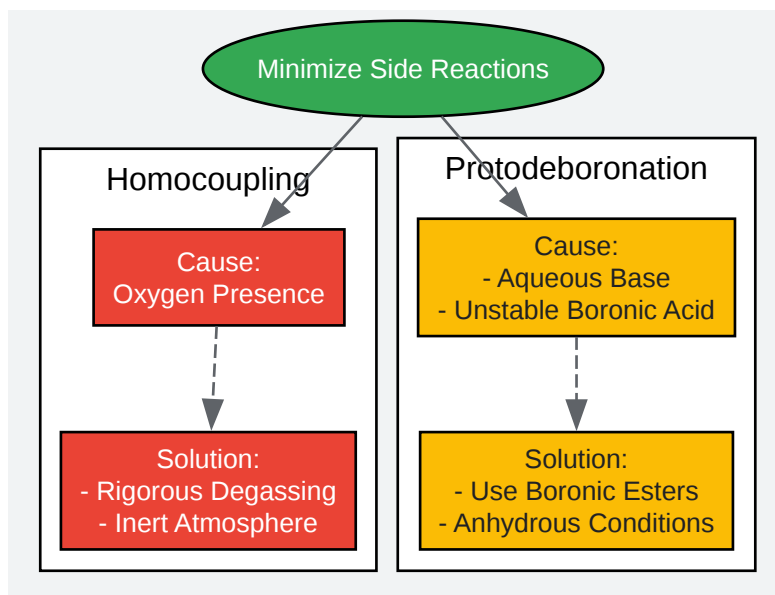 Minimize Side Reactions
Homocoupling
Cause:
Oxygen Presence
Solution:
- Rigorous Degassing
- Inert Atmosphere
Protodeboronation
Cause:
- Aqueous Base
- Unstable Boronic Acid
Solution:
- Use Boronic Esters
- Anhydrous Conditions